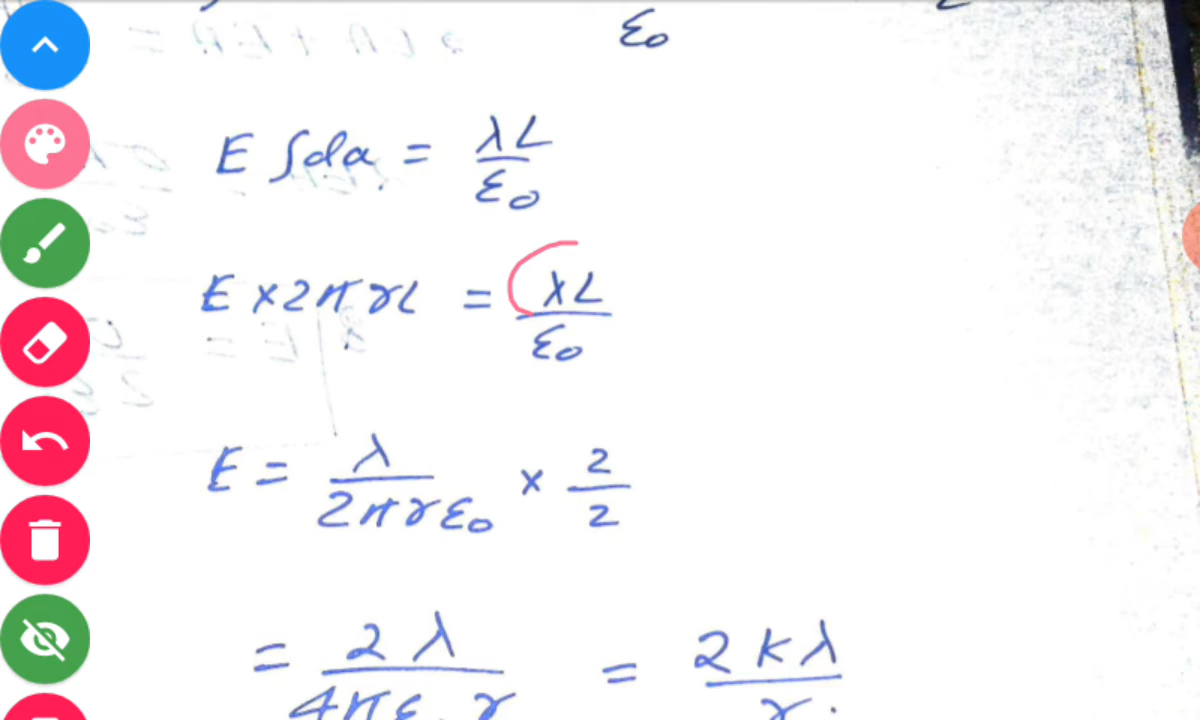 ε₀
E ∫da = λL/ε₀
E × 2πrL = λL/ε₀
E = λ/2πrε₀ × 2/2
= 2λ/4πε₀r = 2kλ/r